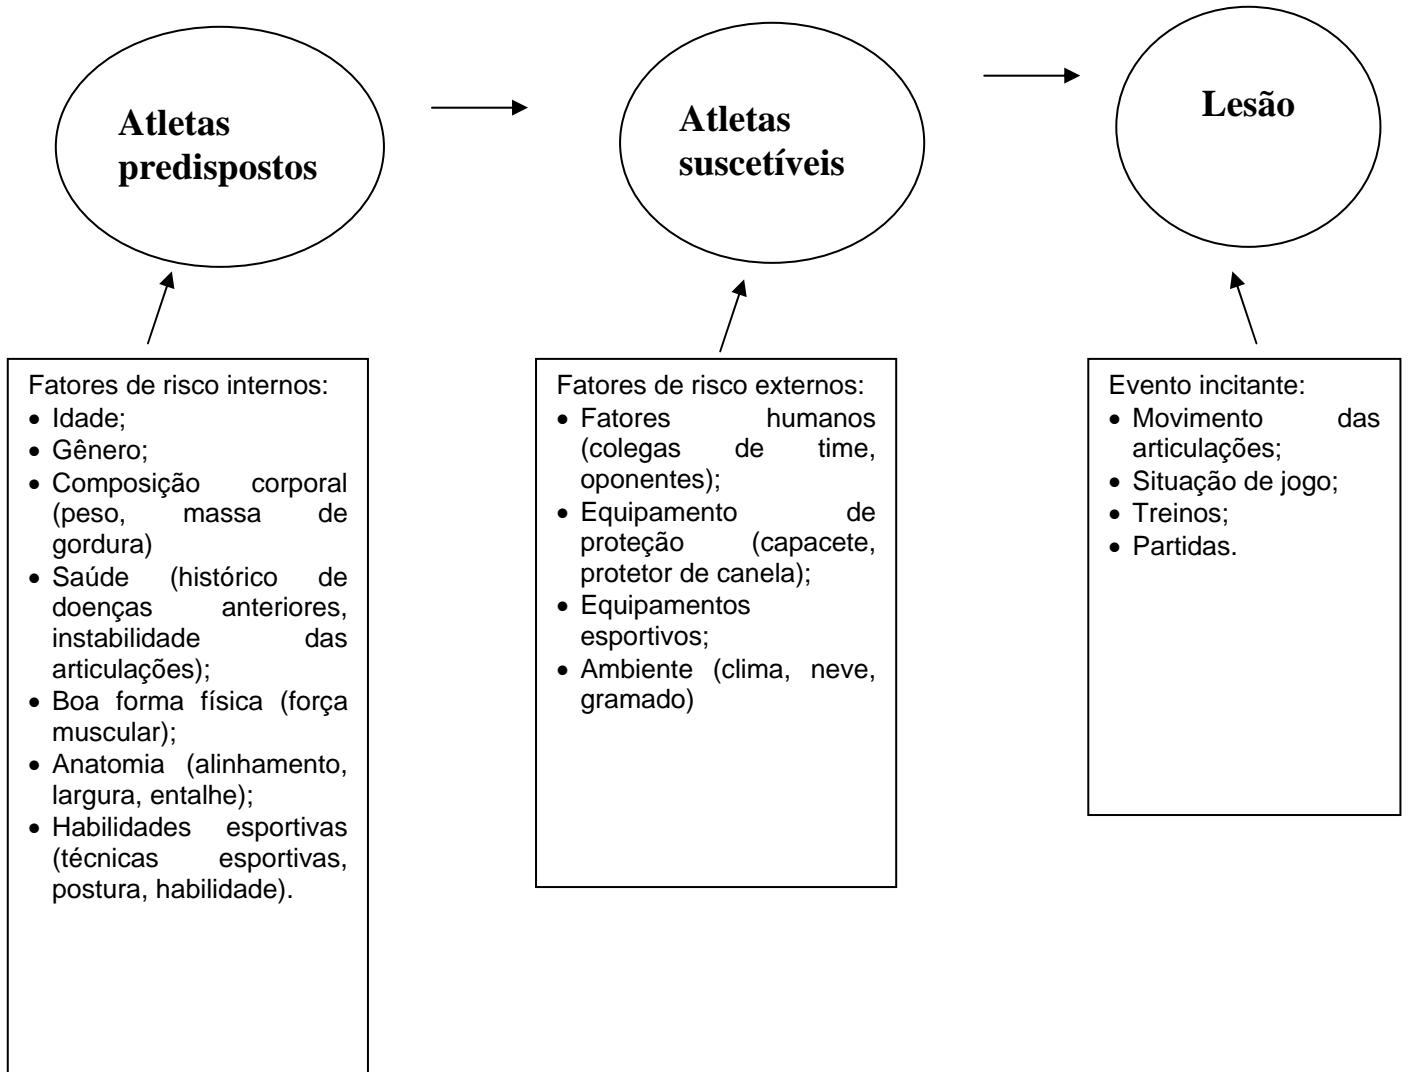 Atletas
predispostos
Atletas
suscetíveis
Lesão
Fatores de risco internos:
• Idade;
• Gênero;
• Composição corporal
(peso, massa de
gordura)
• Saúde (histórico de
doenças anteriores,
instabilidade das
articulações);
• Boa forma física (força
muscular);
• Anatomia (alinhamento,
largura, entalhe);
• Habilidades esportivas
(técnicas esportivas,
postura, habilidade).
Fatores de risco externos:
• Fatores humanos
(colegas de time,
oponentes);
• Equipamento de
proteção (capacete,
protetor de canela);
• Equipamentos
esportivos;
• Ambiente (clima, neve,
gramado)
Evento incitante:
• Movimento das
articulações;
• Situação de jogo;
• Treinos;
• Partidas.